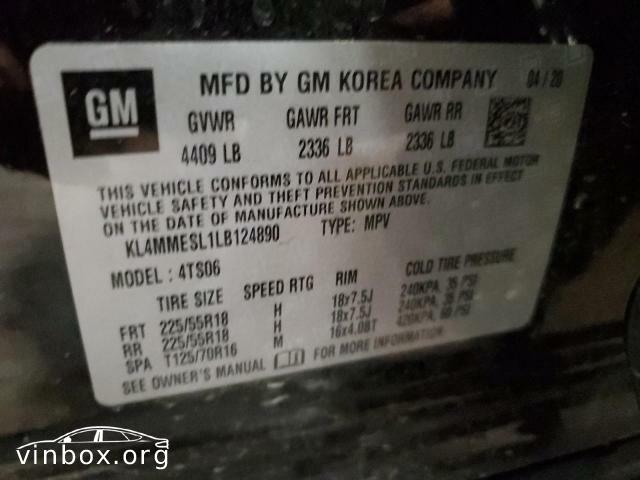 GM
MFD BY GM KOREA COMPANY 04 / 20
GVWR GAWR FRT GAWR RR
4409 LB 2336 LB 2336 LB
THIS VEHICLE CONFORMS TO ALL APPLICABLE U.S. FEDERAL MOTOR
VEHICLE SAFETY AND THEFT PREVENTION STANDARDS IN EFFECT
ON THE DATE OF MANUFACTURE SHOWN ABOVE.
KL4MMESL1LB124890 TYPE: MPV
MODEL : 4TS06
TIRE SIZE SPEED RTG RIM COLD TIRE PRESSURE
FRT 225/55R18 H 18x7.5J 240KPA, 35 PSI
RR 225/55R18 H 18x7.5J 240KPA, 35 PSI
SPA T125/70R16 M 16x4.0BT 420KPA, 60 PSI
SEE OWNER'S MANUAL FOR MORE INFORMATION.
vinbox.org